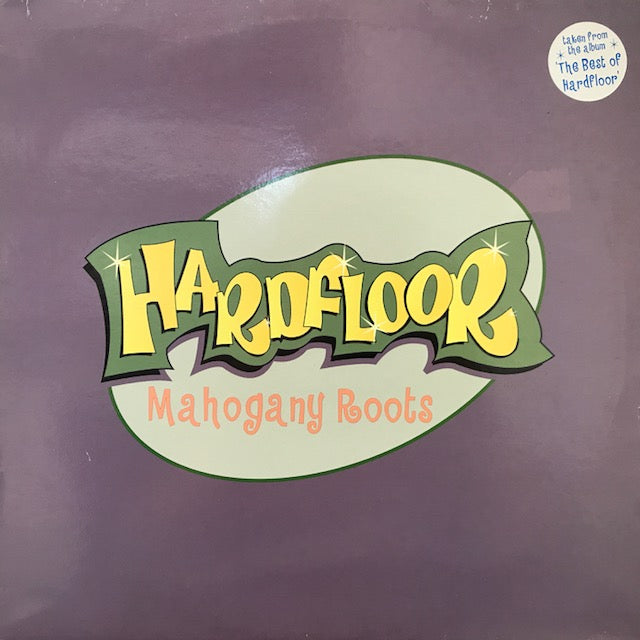 taken from
the album
'The Best of
Hardfloor'
HARDFLOOR
Mahogany Roots